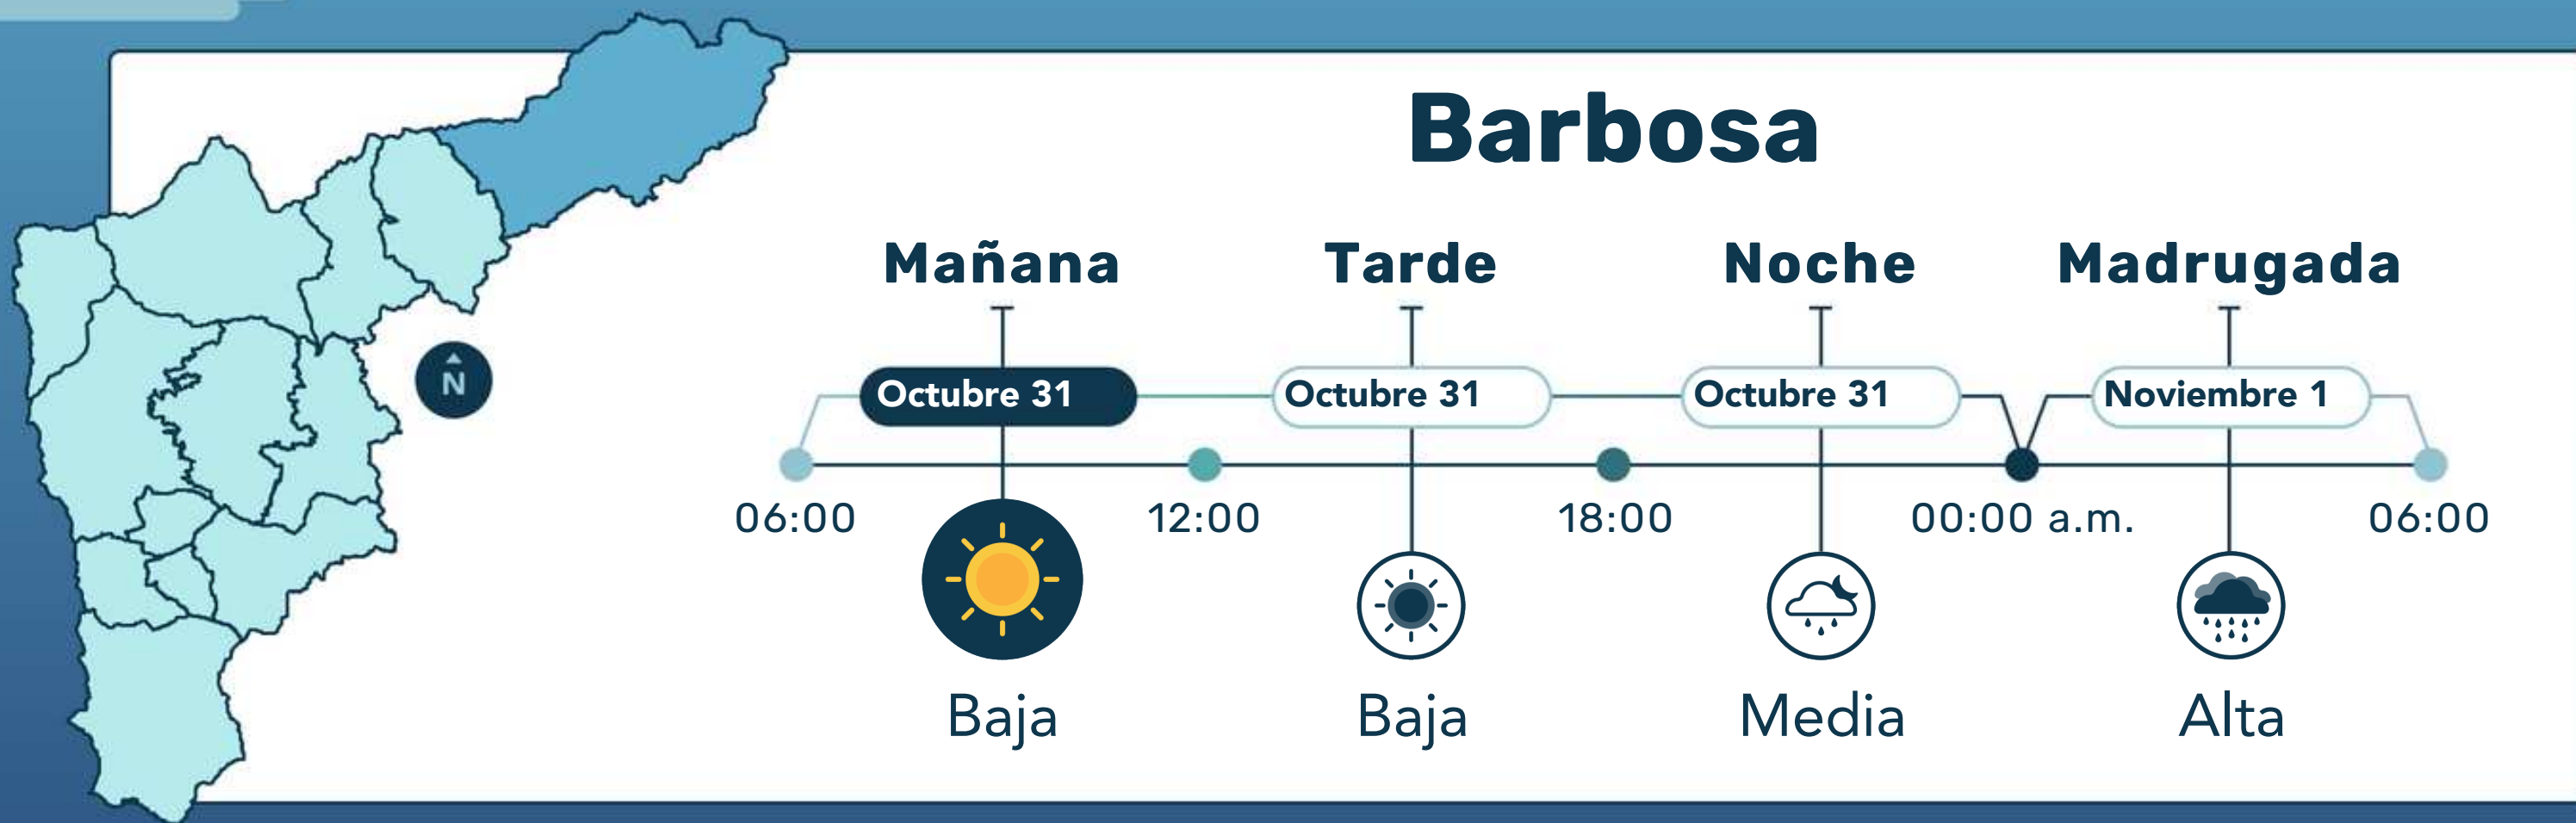 Barbosa
Mañana Tarde Noche Madrugada
Octubre 31 Octubre 31 Octubre 31 Noviembre 1
N
06:00 12:00 18:00 00:00 a.m. 06:00
Baja Baja Media Alta